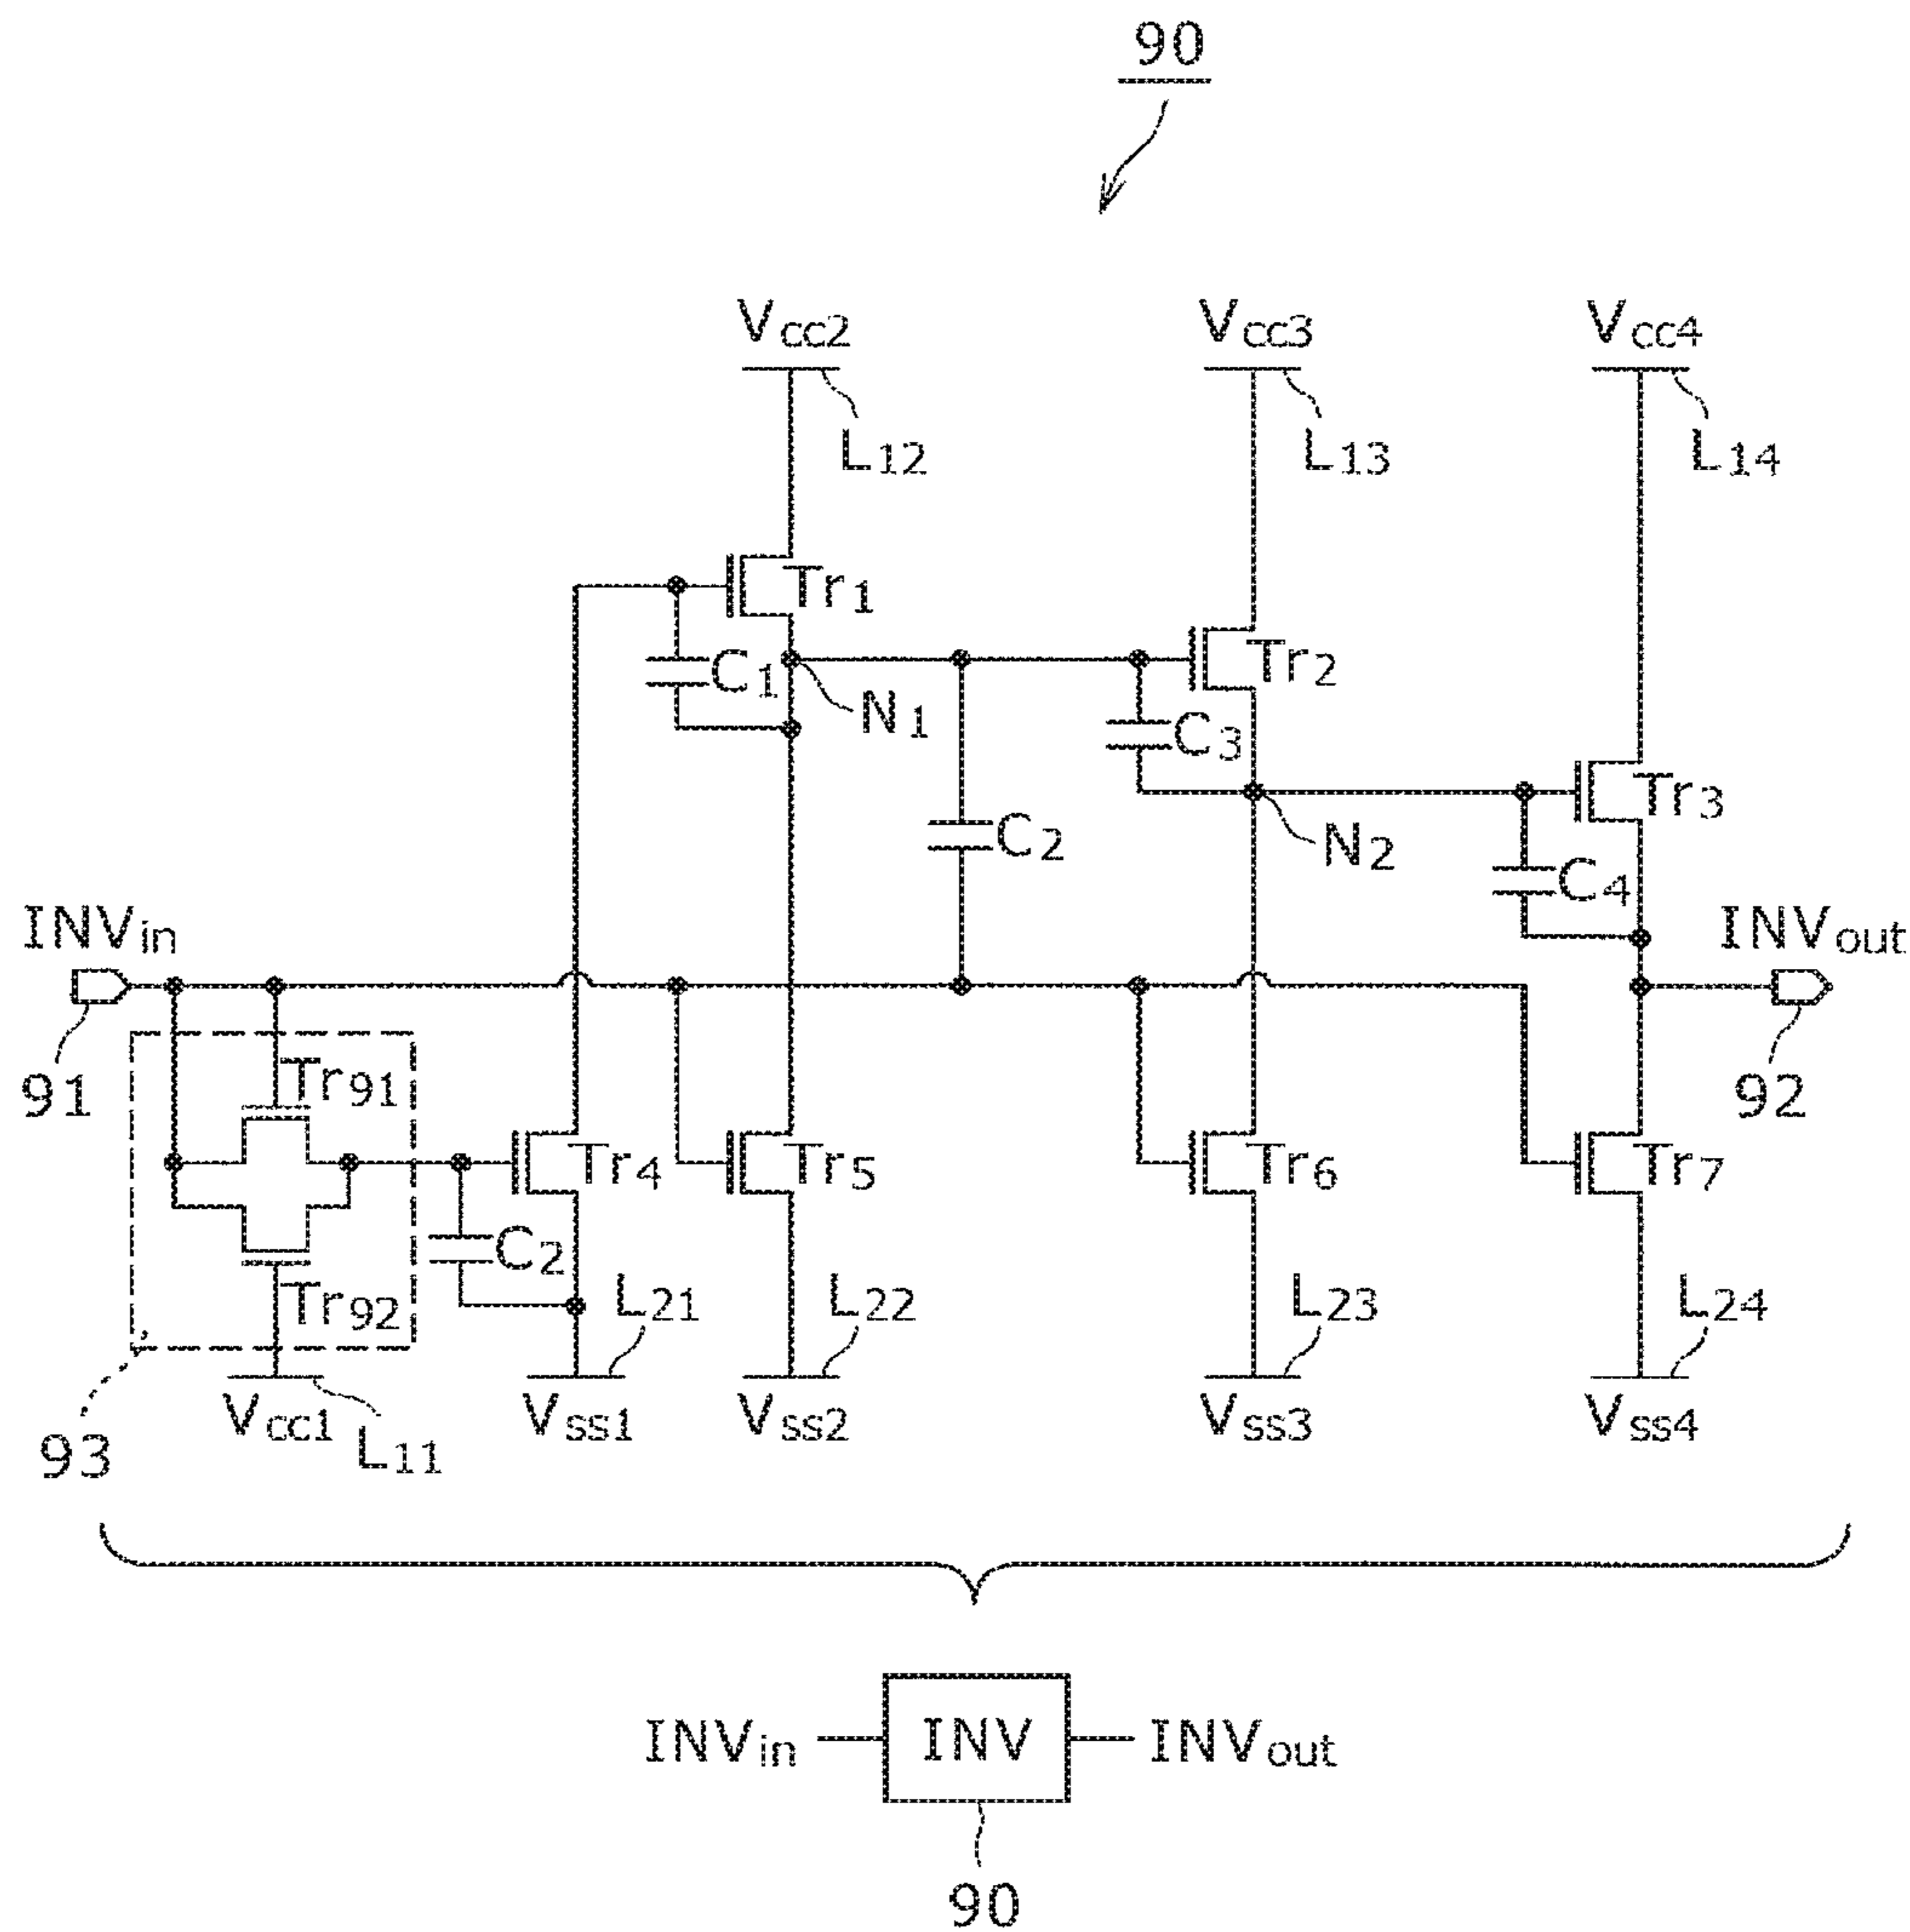 90
Vcc2 Vcc3 Vcc4
L12 L13 L14
Tr1
C1 Tr2
N1
C3 Tr3
C2 N2 C4
INVin INVout
91 Tr91 92
Tr4 Tr5 Tr6 Tr7
C2
Tr92 L21 L22 L23 L24
Vcc1 Vss1 Vss2 Vss3 Vss4
93 L11
INVin INV INVout
90